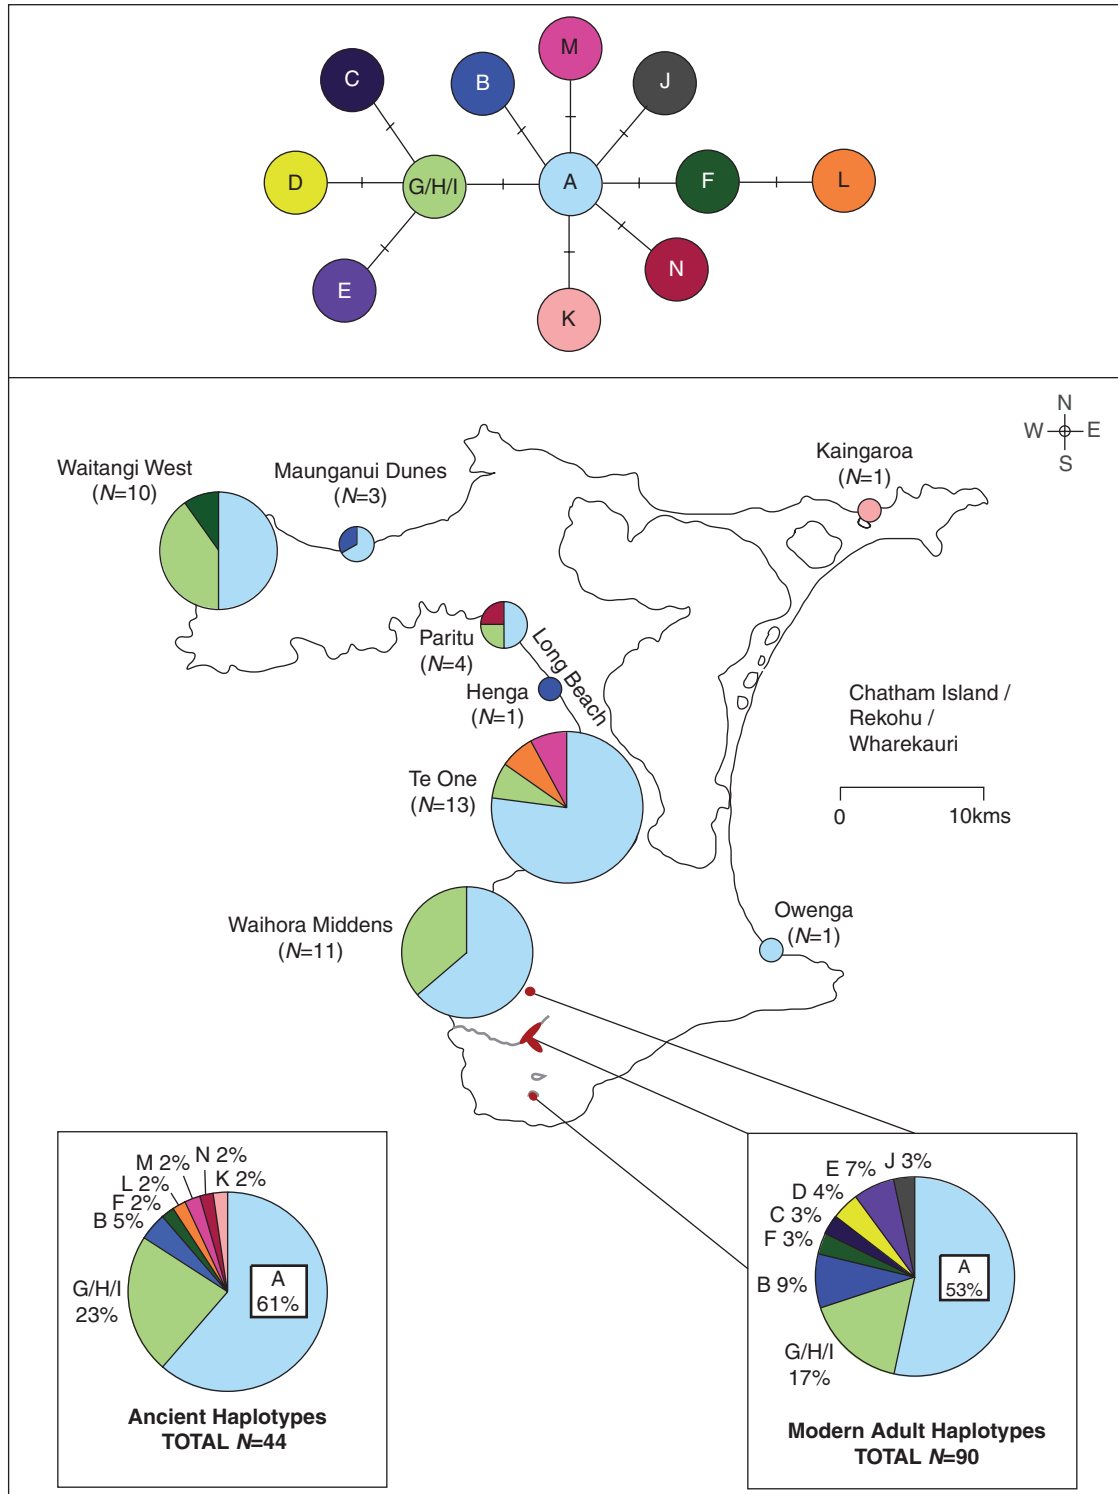 M
C
B
J
D
G/H/I
A
F
L
E
N
K
N
W
E
S
Waitangi West
(N=10)
Maunganui Dunes
(N=3)
Kaingaroa
(N=1)
Paritu
(N=4)
Long Beach
Henga
(N=1)
Chatham Island /
Rekohu /
Wharekauri
Te One
(N=13)
0
10kms
Waihora Middens
(N=11)
Owenga
(N=1)
M 2%
N 2%
L 2%
K 2%
F 2%
B 5%
G/H/I
23%
A
61%
Ancient Haplotypes
TOTAL N=44
E 7%
J 3%
D 4%
C 3%
F 3%
B 9%
A
53%
G/H/I
17%
Modern Adult Haplotypes
TOTAL N=90